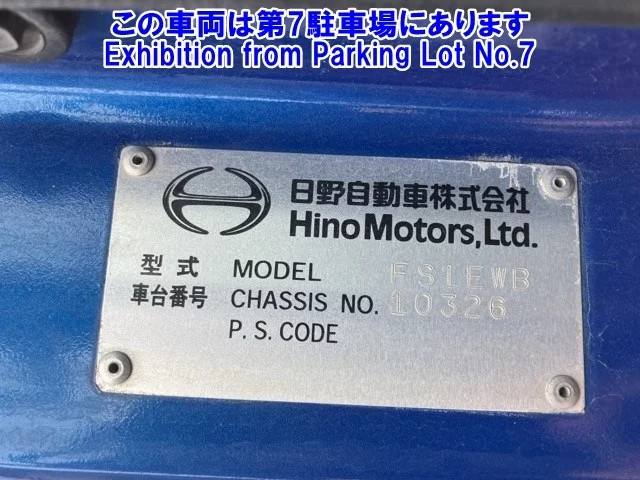 この車両は第7駐車場にあります
Exhibition from Parking Lot No.7
日野自動車株式会社
Hino Motors, Ltd.
型式 MODEL FS1EWB
車台番号 CHASSIS NO. 10326
P. S. CODE